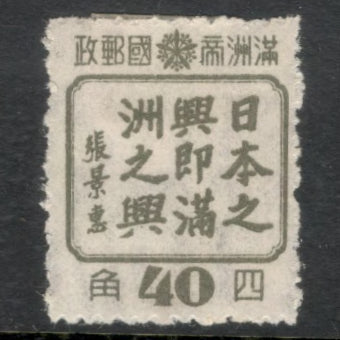 滿洲帝國郵政
日本之
興即滿
洲之興
張景惠
四 40 角